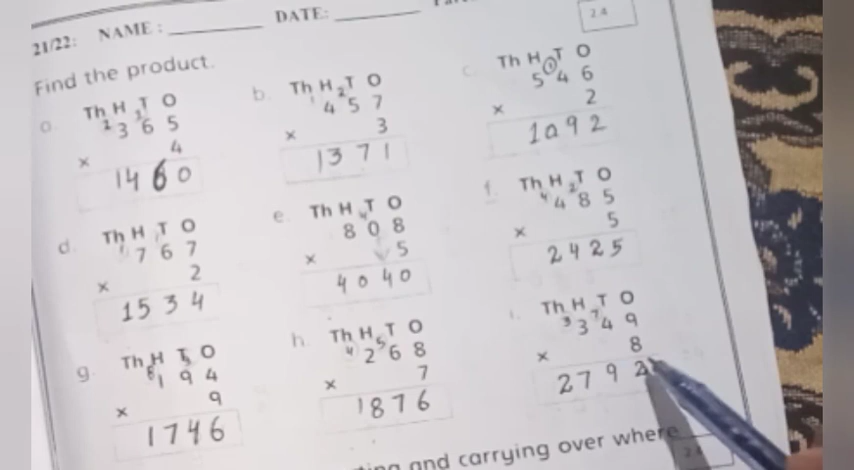 21/22: NAME : ________ DATE: ________
24
Find the product.
a. Th H T O
2 2
3 6 5
× 4
1460
b. Th H T O
1 2
4 5 7
× 3
1371
c. Th H T O
1
5 4 6
× 2
1092
d. Th H T O
1 1
7 6 7
× 2
1534
e. Th H T O
4
8 0 8
× 5
4040
f. Th H T O
4 2
4 8 5
× 5
2425
g. Th H T O
8 3
1 9 4
× 9
1746
h. Th H T O
4 5
2 6 8
× 7
1876
i. Th H T O
3 7
3 4 9
× 8
2792
and carrying over where